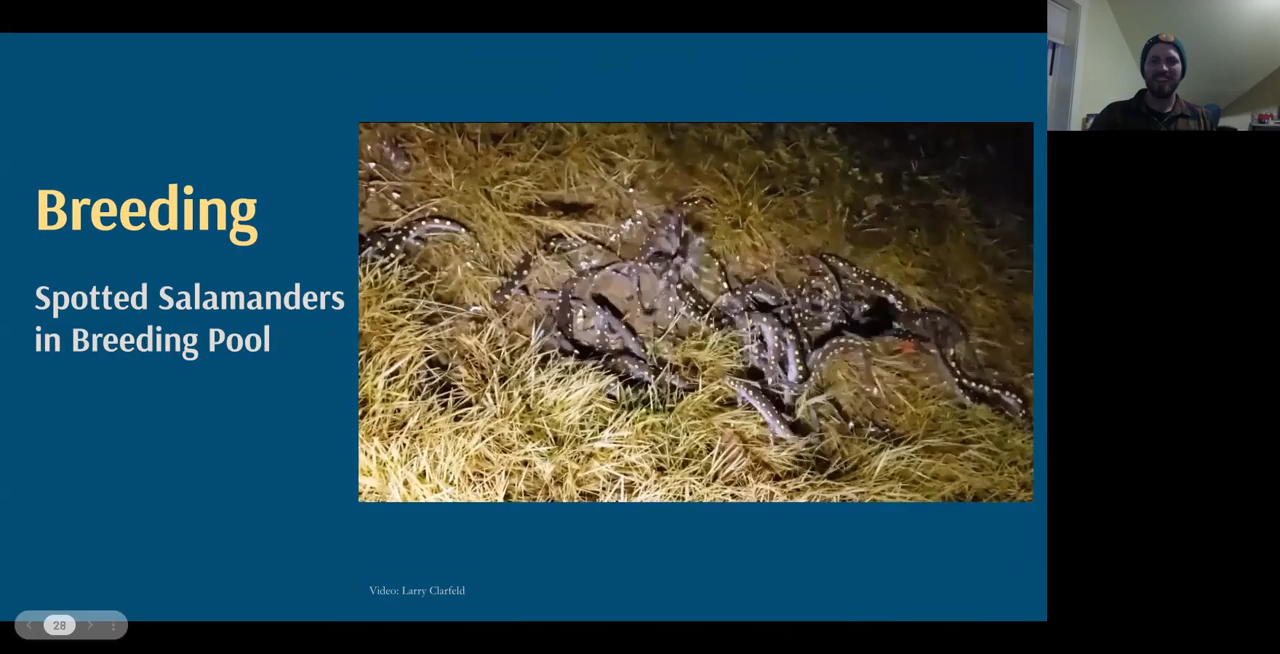 Breeding
Spotted Salamanders
in Breeding Pool
Video: Larry Clarfeld
28